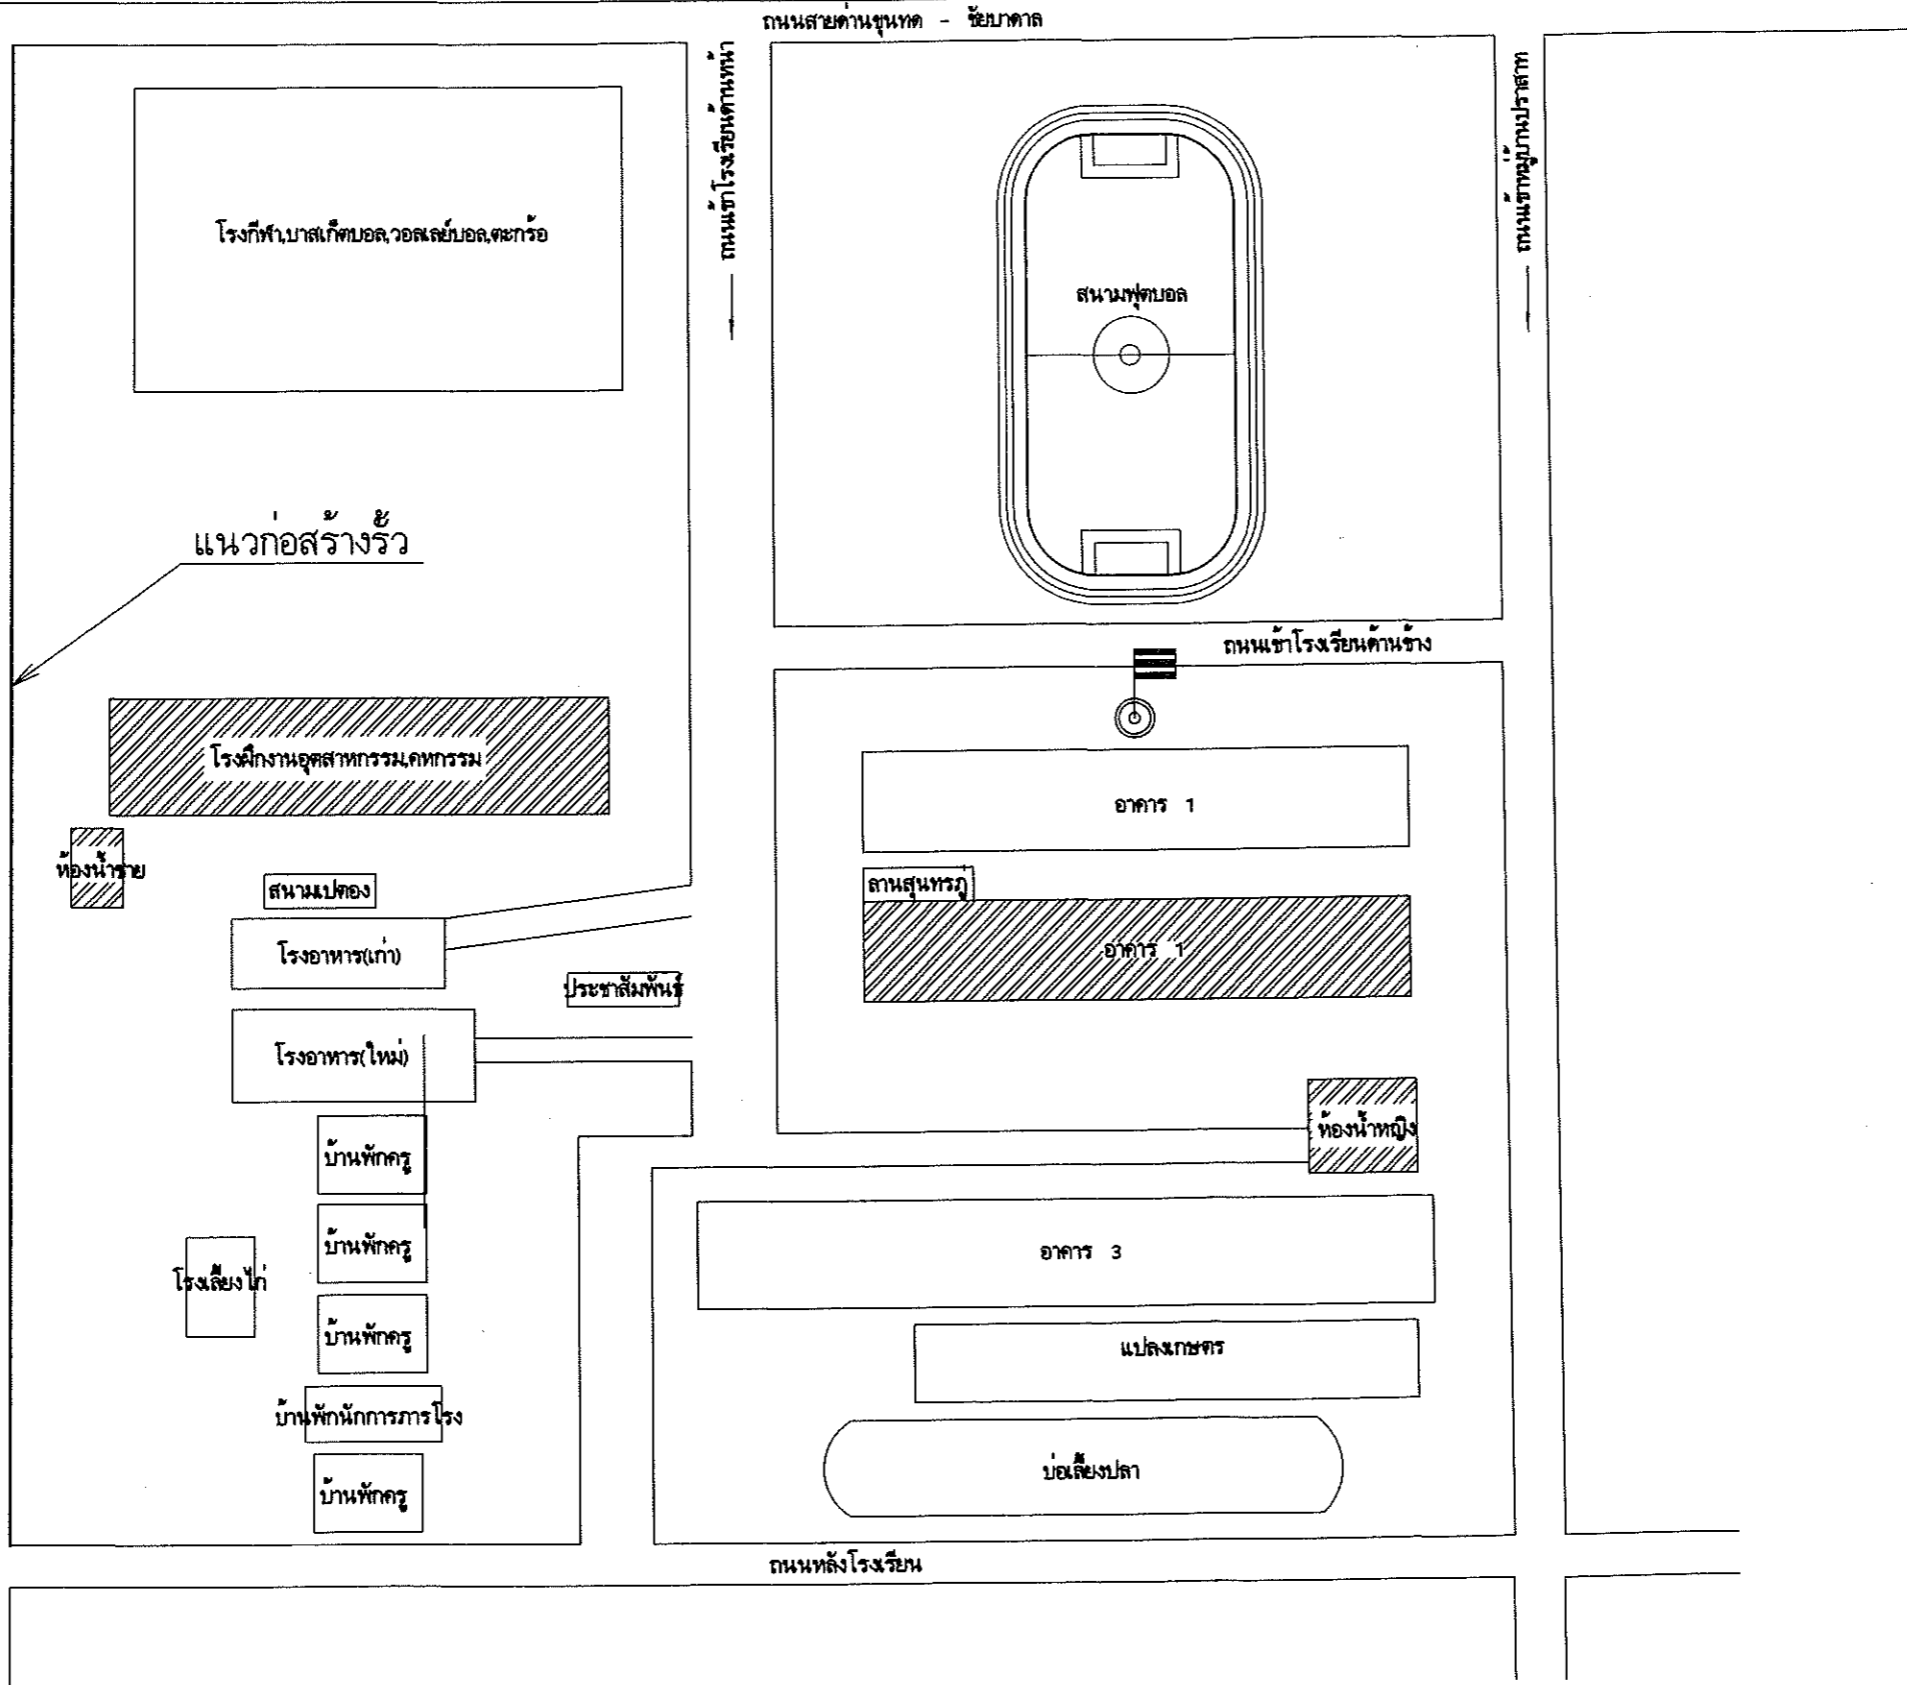 ถนนสายด่านขุนทด - ชัยบาดาล
ถนนเข้าโรงเรียนด้านหน้า
ถนนเข้าหมู่บ้านปราสาท
โรงกีฬา,บาสเก็ตบอล,วอลเลย์บอล,ตะกร้อ
สนามฟุตบอล
แนวก่อสร้างรั้ว
ถนนเข้าโรงเรียนด้านข้าง
โรงฝึกงานอุตสาหกรรม,คหกรรม
อาคาร 1
ห้องน้ำชาย
สนามเปตอง
ลานสุนทรภู่
โรงอาหาร(เก่า)
อาคาร 1
ประชาสัมพันธ์
โรงอาหาร(ใหม่)
ห้องน้ำหญิง
บ้านพักครู
บ้านพักครู
อาคาร 3
โรงเลี้ยงไก่
บ้านพักครู
แปลงเกษตร
บ้านพักนักการภารโรง
บ่อเลี้ยงปลา
บ้านพักครู
ถนนหลังโรงเรียน